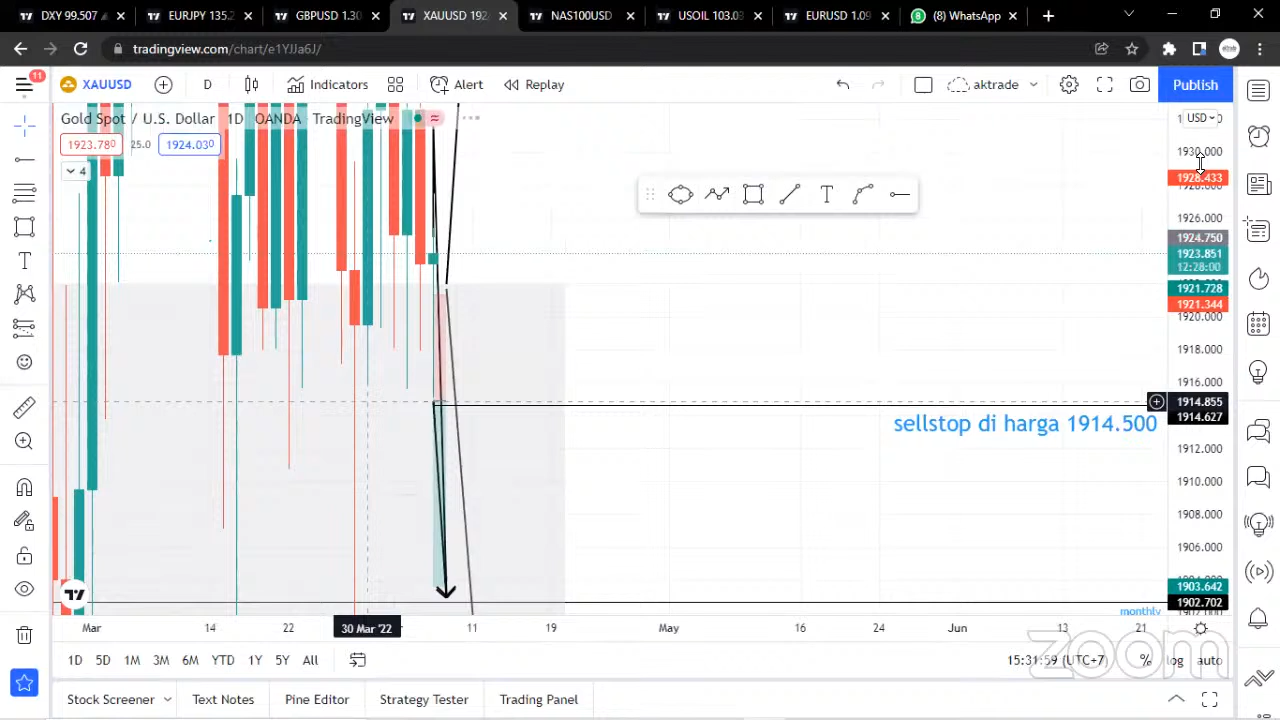 DXY 99.507
EURJPY 135.2
GBPUSD 1.30
XAUUSD 192
NAS100USD
USOIL 103.0
EURUSD 1.09
(8) WhatsApp
tradingview.com/chart/e1YJJa6J/
11
XAUUSD
D
Indicators
Alert
Replay
aktrade
Publish
Gold Spot / U.S. Dollar 1D OANDA TradingView
USD
1923.780 25.0 1924.030
4
1930.000
1928.433
1926.000
1924.750
1923.851
12:28:00
1921.728
1921.344
1920.000
1918.000
1916.000
1914.855
1914.627
sellstop di harga 1914.500
1912.000
1910.000
1908.000
1906.000
1903.642
1902.702
monthly
Mar 14 22 30 Mar '22 11 19 May 16 24 Jun 13 21
zoom
1D 5D 1M 3M 6M YTD 1Y 5Y All
15:31:59 (UTC+7) % log auto
Stock Screener Text Notes Pine Editor Strategy Tester Trading Panel